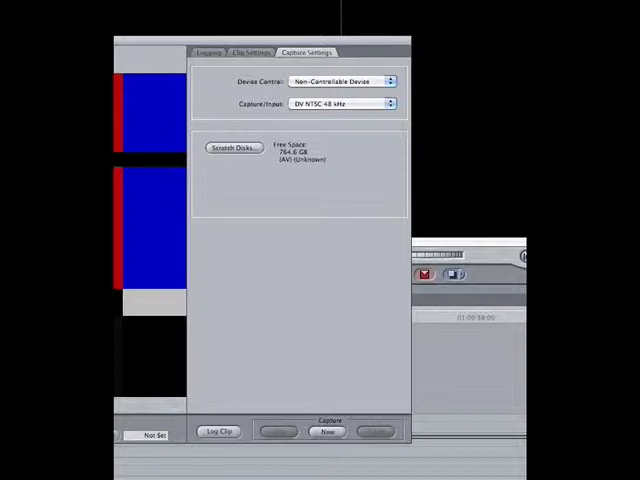 Logging Clip Settings Capture Settings
Device Control: Non-Controllable Device
Capture/Input: DV NTSC 48 kHz
Scratch Disks... Free Space:
764.6 GB
(AV) (Unknown)
01:00:18:00
Capture
Not Set Log Clip Now